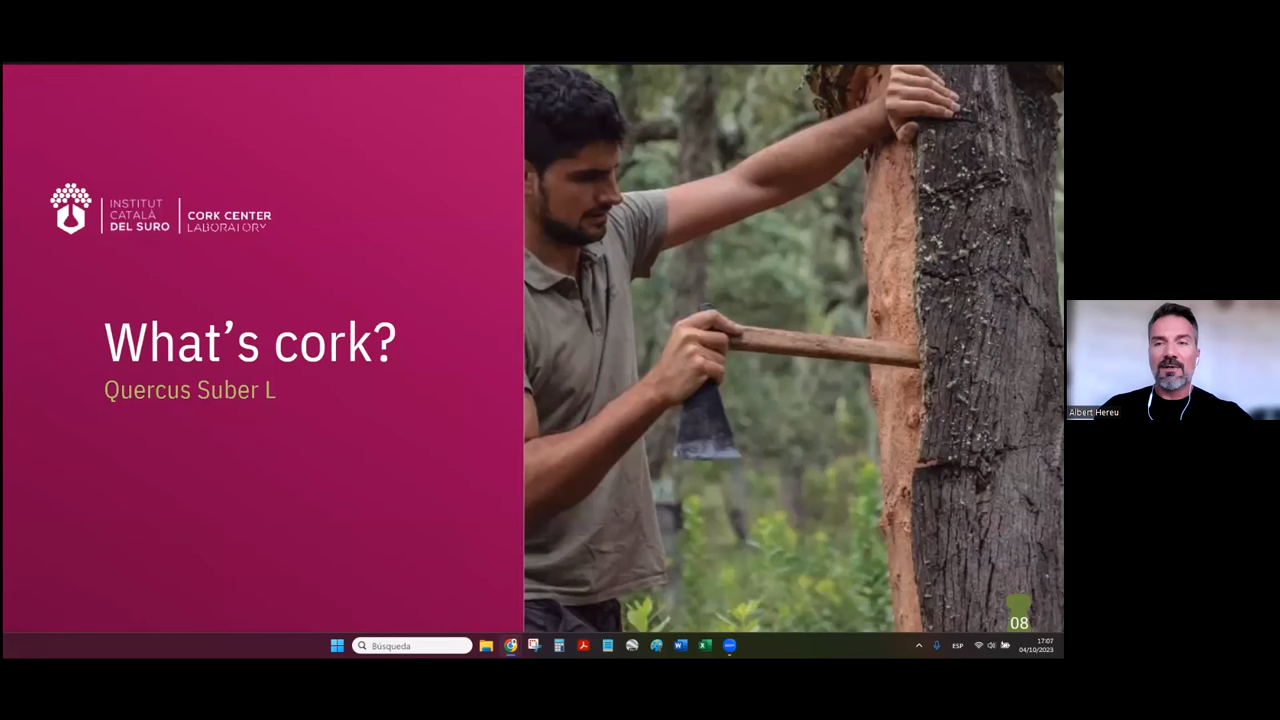 INSTITUT
CATALÀ
DEL SURO
CORK CENTER
LABORATORY
What's cork?
Quercus Suber L
08
Albert Hereu
Búsqueda
ESP
17:07
04/10/2023